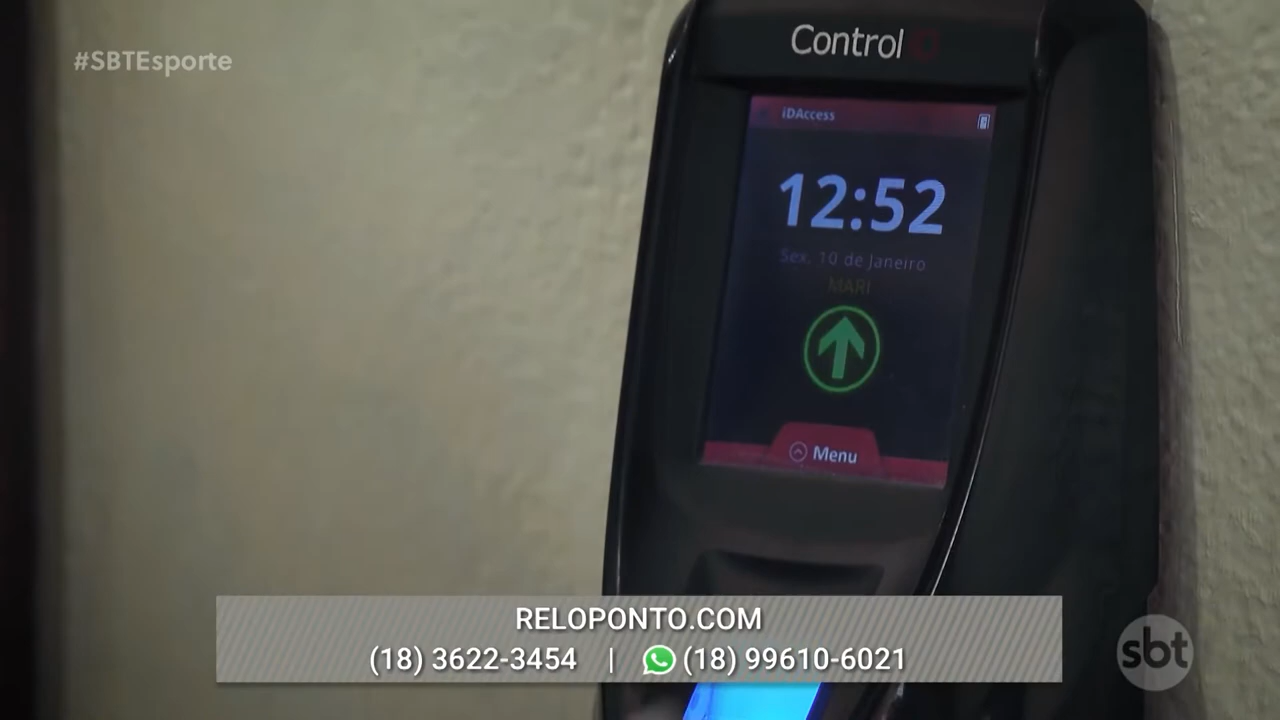 #SBTEsporte
Control iD
iDAccess
12:52
Sex. 10 de Janeiro
MARI
Menu
RELOPONTO.COM
(18) 3622-3454 | (18) 99610-6021
sbt